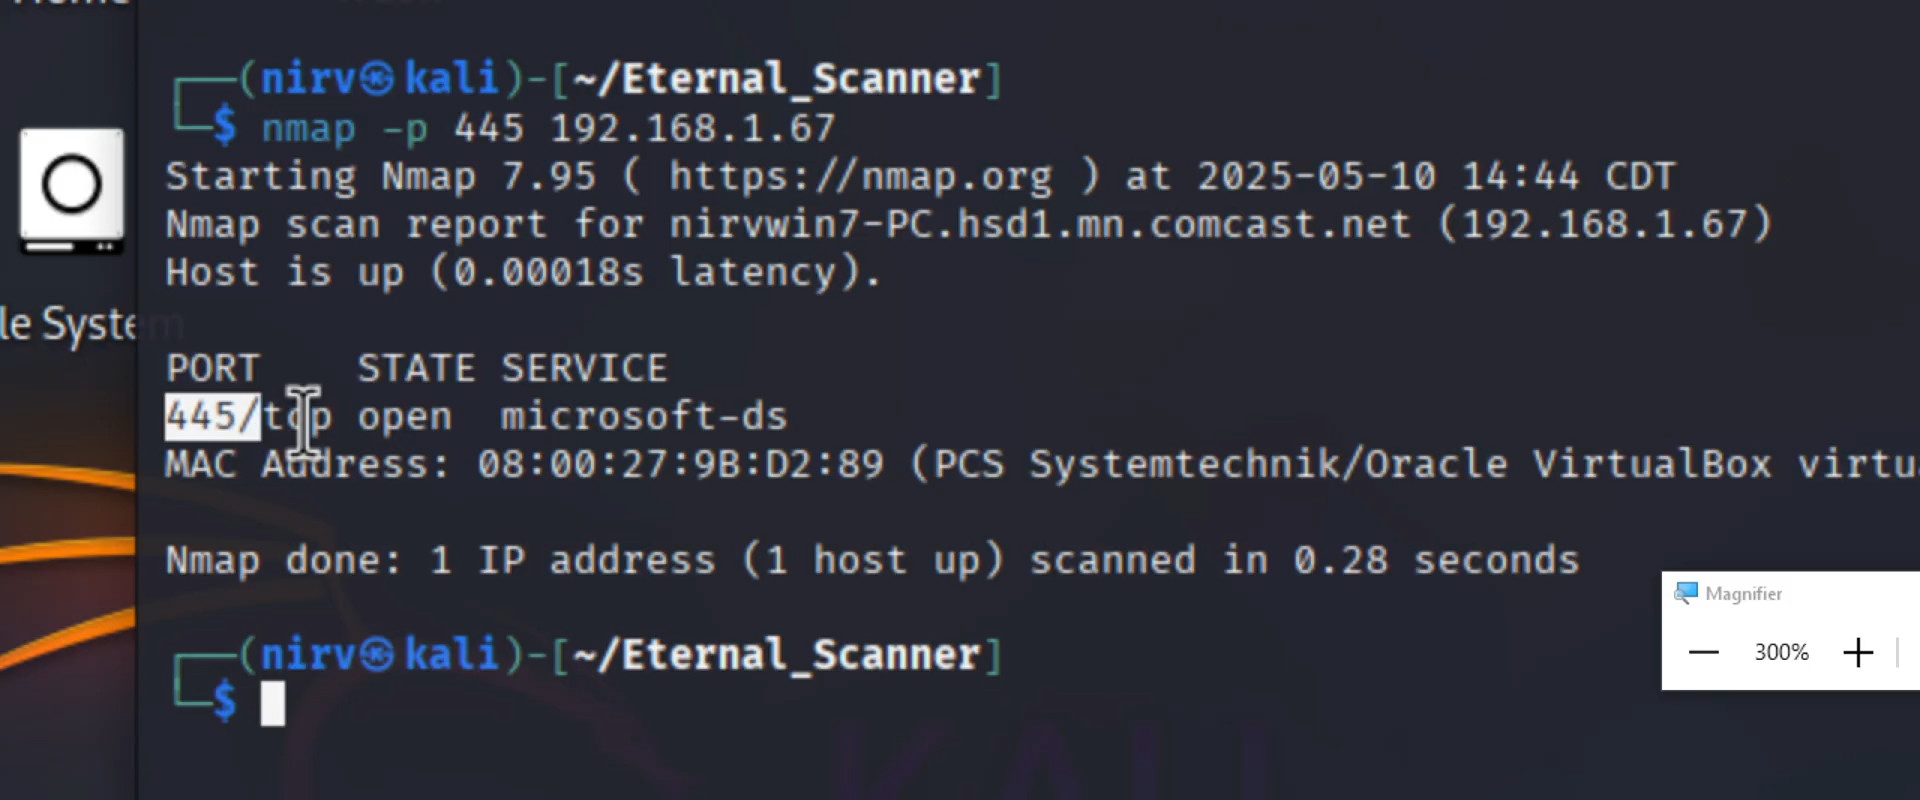 ┌──(nirv㉿kali)-[~/Eternal_Scanner]
└─$ nmap -p 445 192.168.1.67
Starting Nmap 7.95 ( https://nmap.org ) at 2025-05-10 14:44 CDT
Nmap scan report for nirvwin7-PC.hsd1.mn.comcast.net (192.168.1.67)
Host is up (0.00018s latency).
le System
PORT    STATE SERVICE
445/tcp open  microsoft-ds
MAC Address: 08:00:27:9B:D2:89 (PCS Systemtechnik/Oracle VirtualBox virtu
Nmap done: 1 IP address (1 host up) scanned in 0.28 seconds
Magnifier
300%
┌──(nirv㉿kali)-[~/Eternal_Scanner]
└─$
KALI